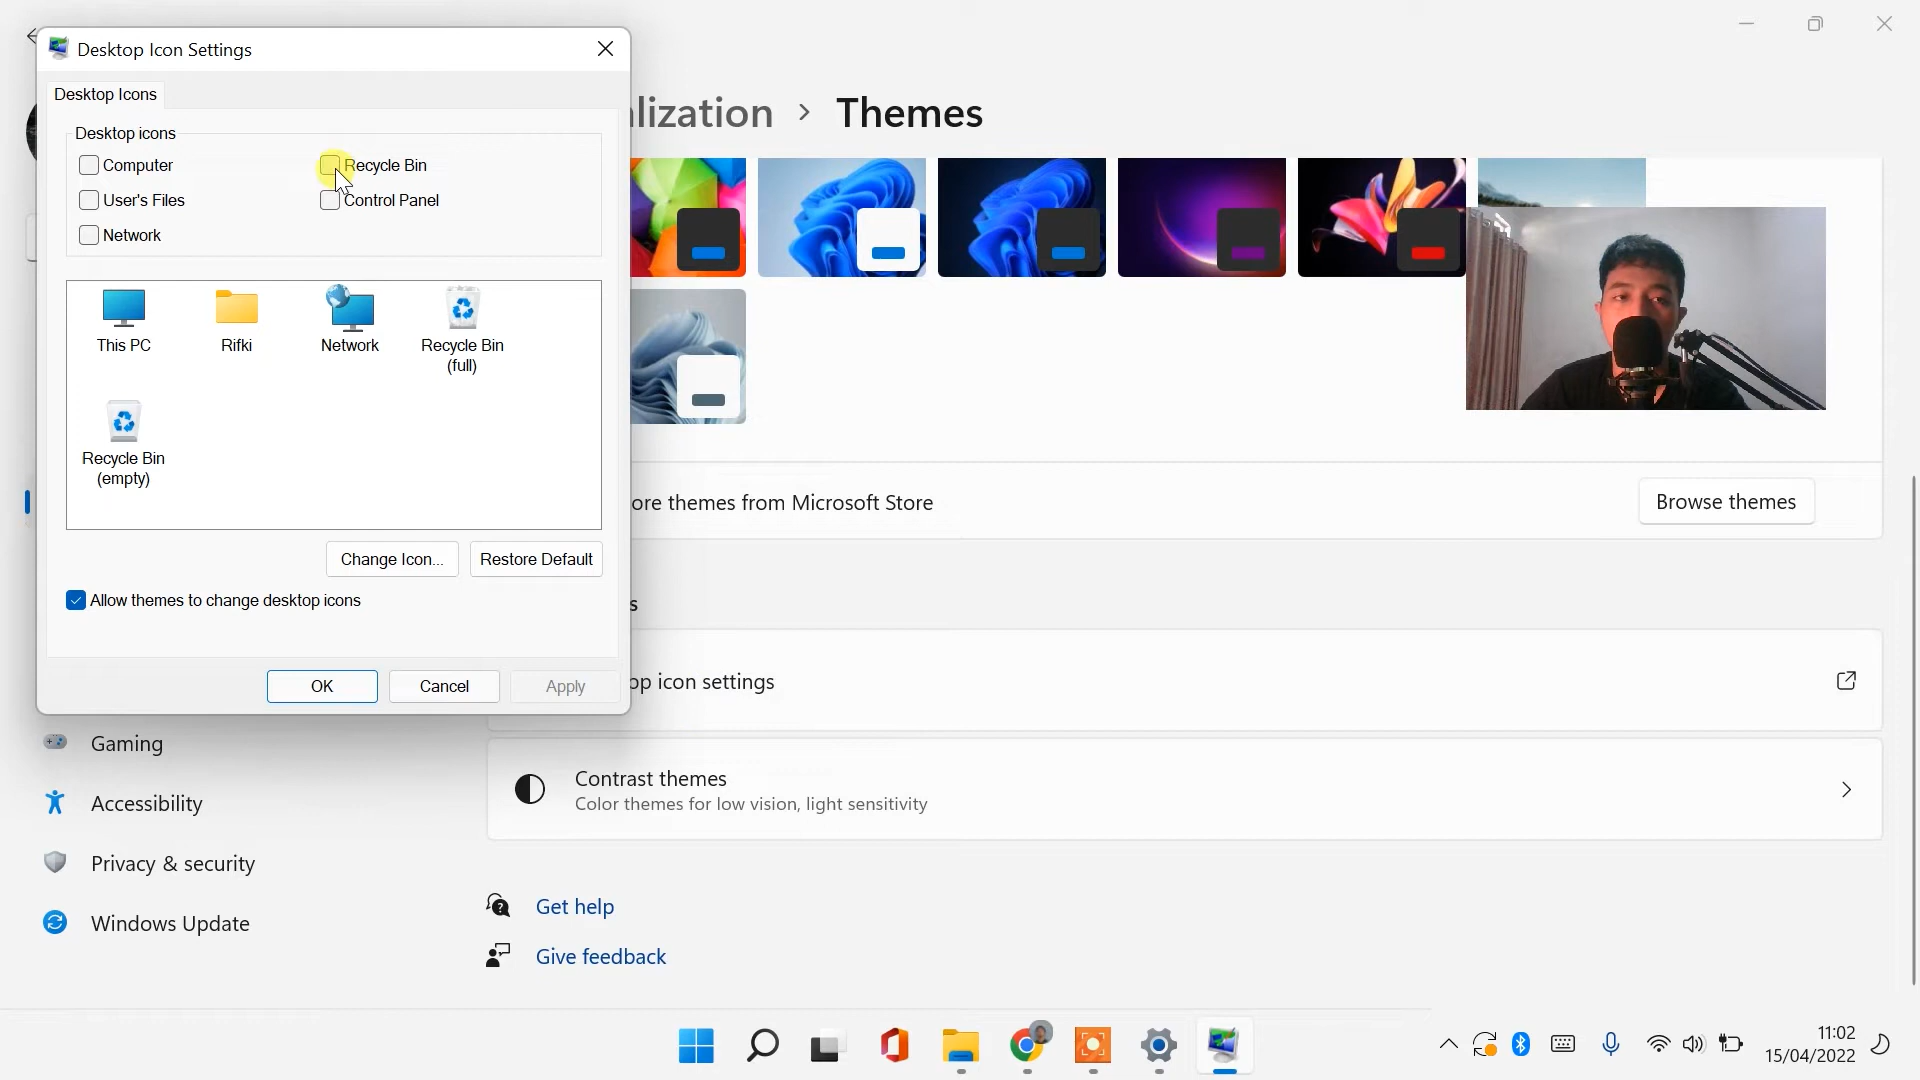 Desktop Icon Settings
Desktop Icons
Desktop icons
Computer
Recycle Bin
User's Files
Control Panel
Network
This PC
Rifki
Network
Recycle Bin
(full)
Recycle Bin
(empty)
Change Icon...
Restore Default
Allow themes to change desktop icons
OK
Cancel
Apply
lization > Themes
ore themes from Microsoft Store
Browse themes
s
op icon settings
Contrast themes
Color themes for low vision, light sensitivity
Gaming
Accessibility
Privacy & security
Windows Update
Get help
Give feedback
11:02
15/04/2022